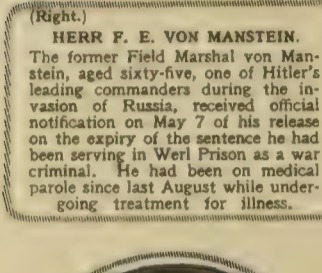 (Right.)
HERR F. E. VON MANSTEIN.
The former Field Marshal von Man-
stein, aged sixty-five, one of Hitler's
leading commanders during the in-
vasion of Russia, received official
notification on May 7 of his release
on the expiry of the sentence he had
been serving in Werl Prison as a war
criminal. He had been on medical
parole since last August while under-
going treatment for illness.